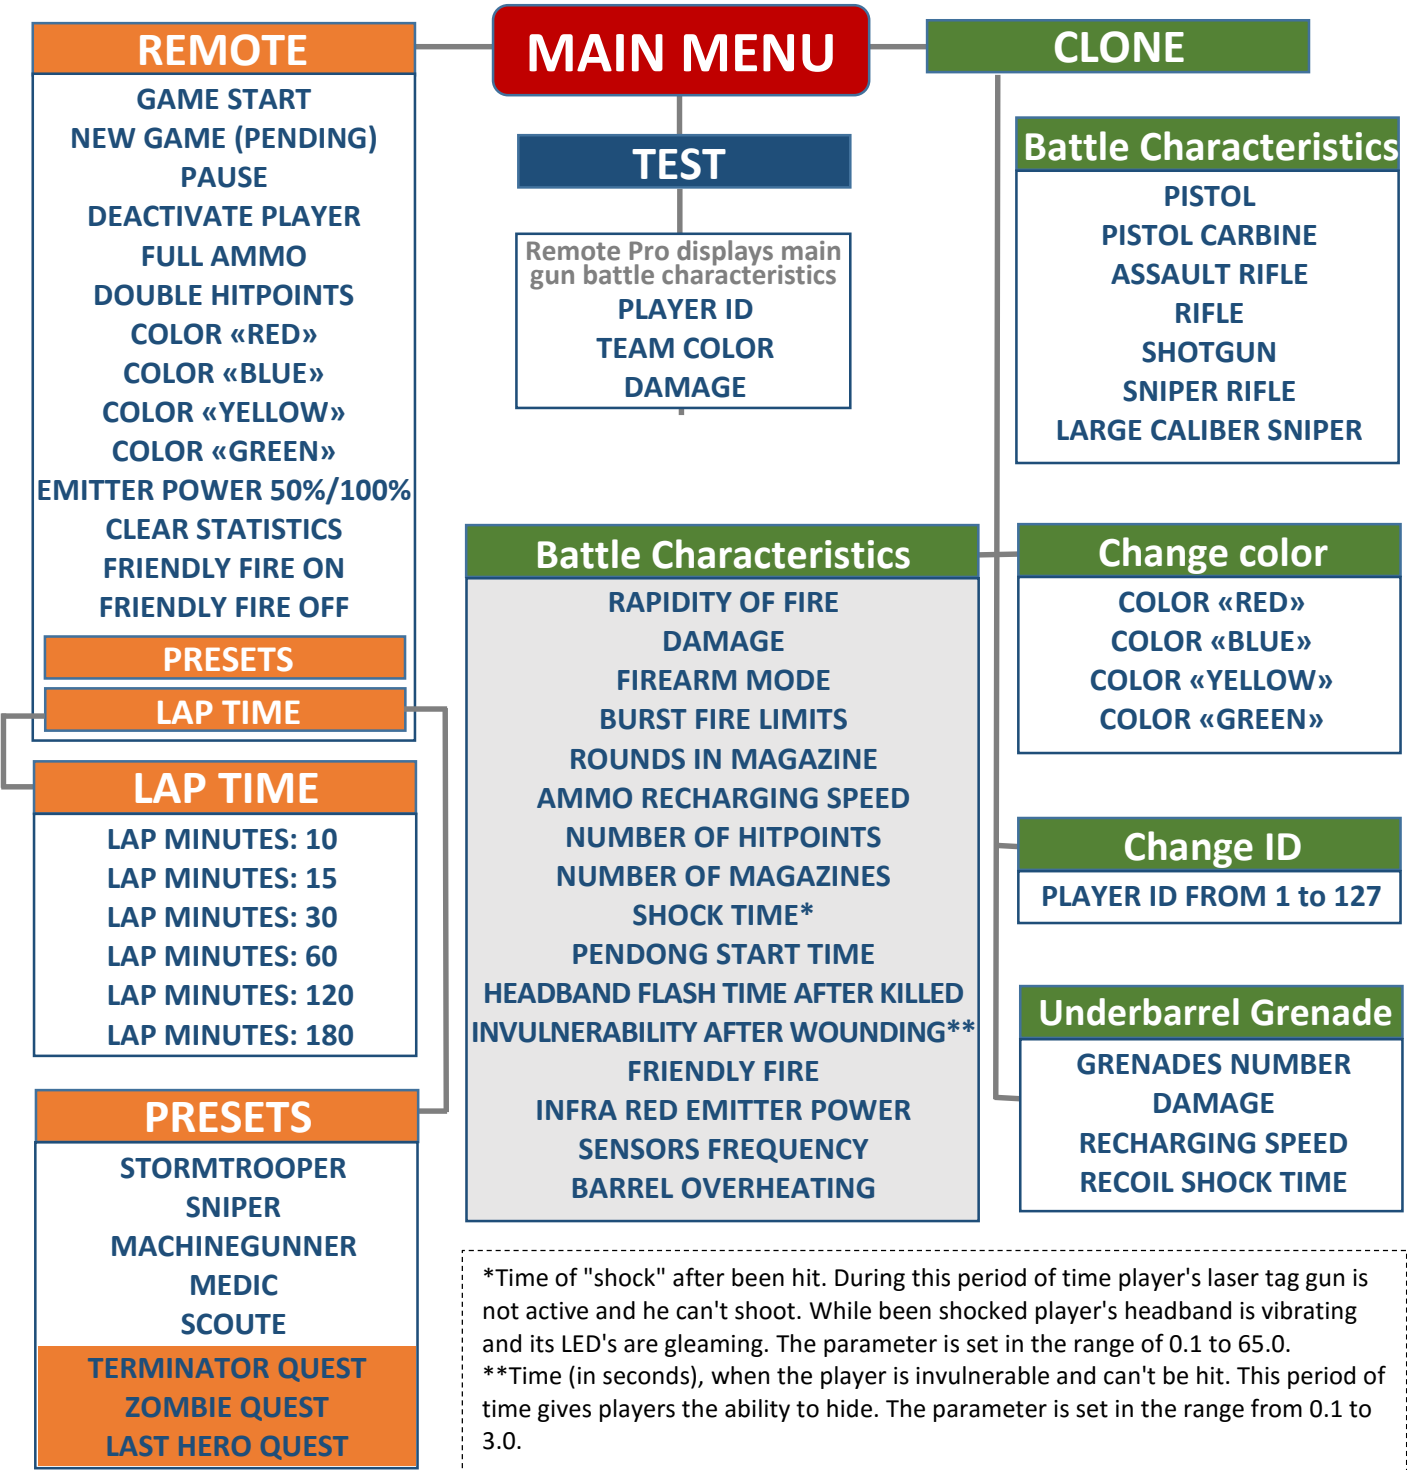 MAIN MENU
REMOTE
GAME START
NEW GAME (PENDING)
PAUSE
DEACTIVATE PLAYER
FULL AMMO
DOUBLE HITPOINTS
COLOR «RED»
COLOR «BLUE»
COLOR «YELLOW»
COLOR «GREEN»
EMITTER POWER 50%/100%
CLEAR STATISTICS
FRIENDLY FIRE ON
FRIENDLY FIRE OFF
PRESETS
LAP TIME
LAP TIME
LAP MINUTES: 10
LAP MINUTES: 15
LAP MINUTES: 30
LAP MINUTES: 60
LAP MINUTES: 120
LAP MINUTES: 180
PRESETS
STORMTROOPER
SNIPER
MACHINEGUNNER
MEDIC
SCOUTE
TERMINATOR QUEST
ZOMBIE QUEST
LAST HERO QUEST
TEST
Remote Pro displays main
gun battle characteristics
PLAYER ID
TEAM COLOR
DAMAGE
CLONE
Battle Characteristics
PISTOL
PISTOL CARBINE
ASSAULT RIFLE
RIFLE
SHOTGUN
SNIPER RIFLE
LARGE CALIBER SNIPER
Battle Characteristics
RAPIDITY OF FIRE
DAMAGE
FIREARM MODE
BURST FIRE LIMITS
ROUNDS IN MAGAZINE
AMMO RECHARGING SPEED
NUMBER OF HITPOINTS
NUMBER OF MAGAZINES
SHOCK TIME*
PENDONG START TIME
HEADBAND FLASH TIME AFTER KILLED
INVULNERABILITY AFTER WOUNDING**
FRIENDLY FIRE
INFRA RED EMITTER POWER
SENSORS FREQUENCY
BARREL OVERHEATING
Change color
COLOR «RED»
COLOR «BLUE»
COLOR «YELLOW»
COLOR «GREEN»
Change ID
PLAYER ID FROM 1 to 127
Underbarrel Grenade
GRENADES NUMBER
DAMAGE
RECHARGING SPEED
RECOIL SHOCK TIME
*Time of "shock" after been hit. During this period of time player's laser tag gun is
not active and he can't shoot. While been shocked player's headband is vibrating
and its LED's are gleaming. The parameter is set in the range of 0.1 to 65.0.
**Time (in seconds), when the player is invulnerable and can't be hit. This period of
time gives players the ability to hide. The parameter is set in the range from 0.1 to
3.0.